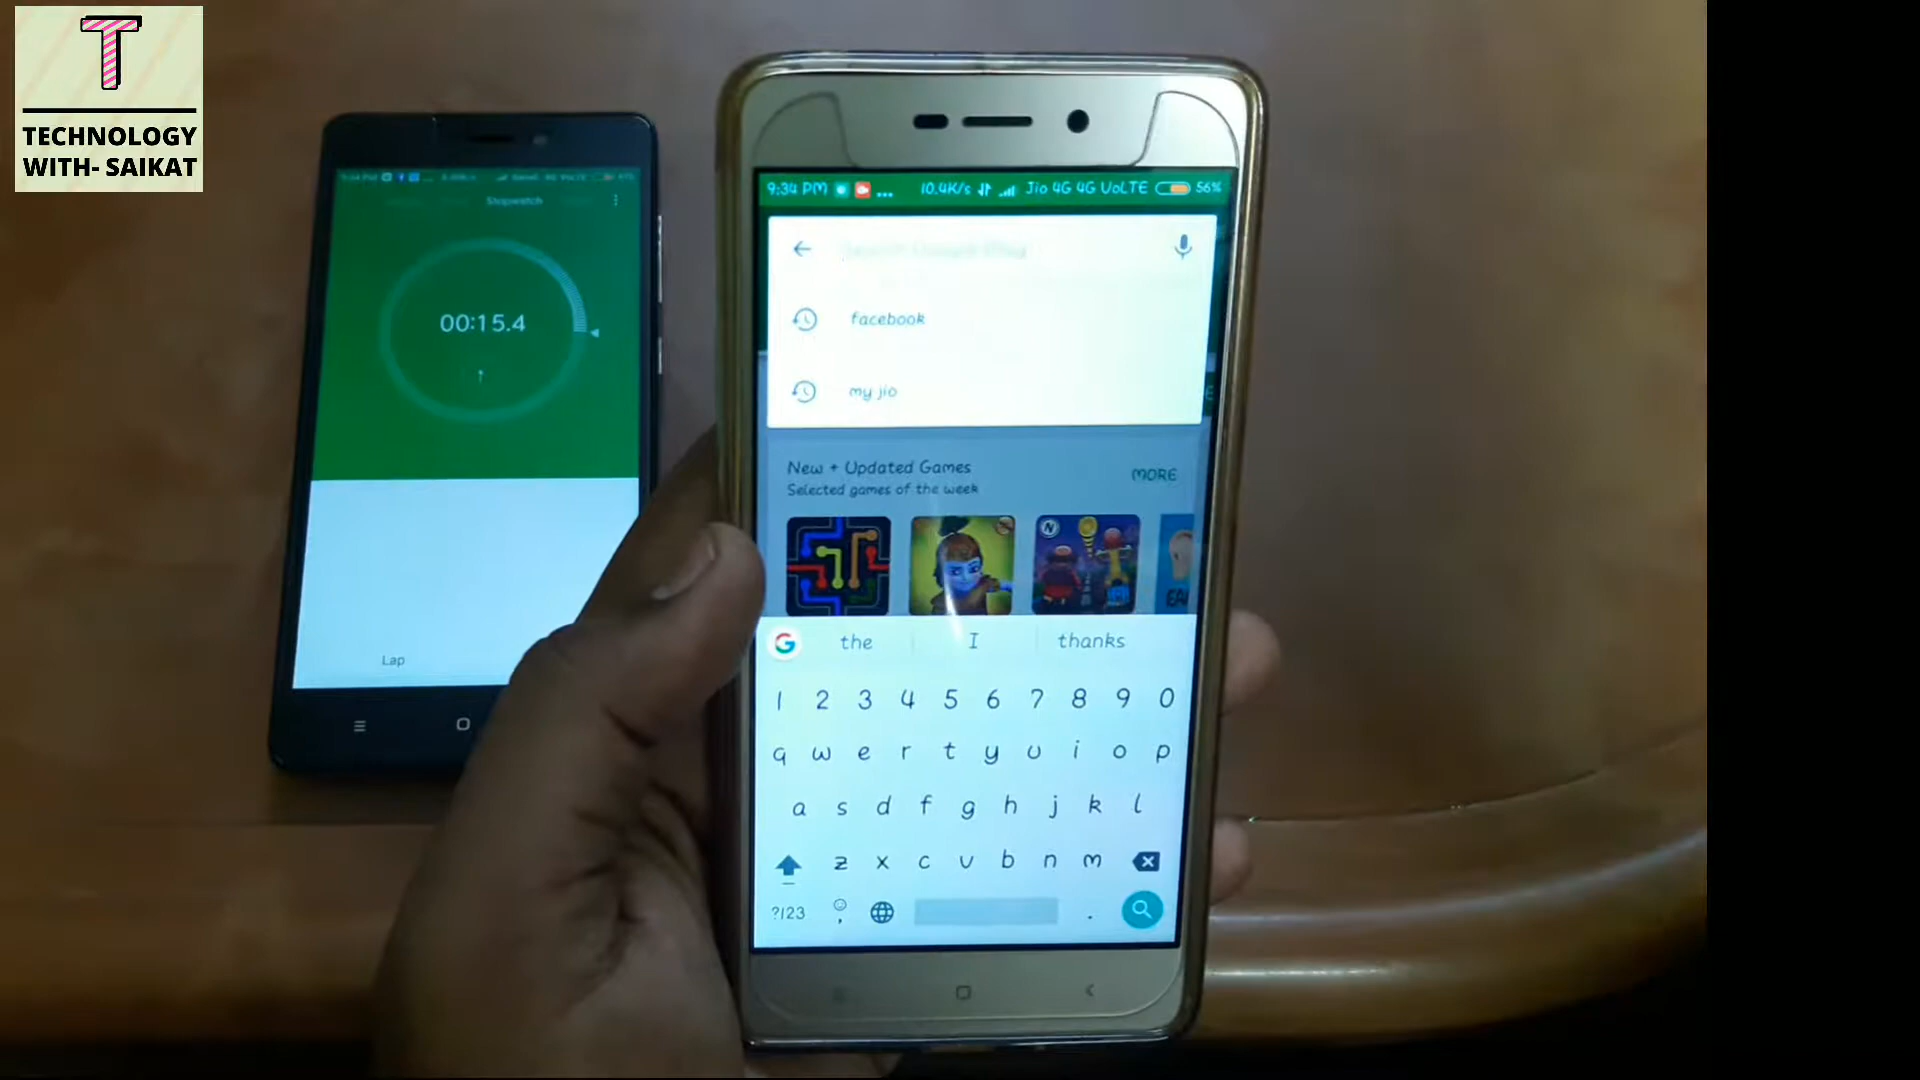 T
TECHNOLOGY
WITH- SAIKAT
Stopwatch
00:15.4
Lap
9:34 PM ... 10.4K/s Jio 4G 4G VoLTE 56%
facebook
my jio
New + Updated Games
MORE
Selected games of the week
the I thanks
1 2 3 4 5 6 7 8 9 0
q w e r t y u i o p
a s d f g h j k l
z x c v b n m
?123 , .